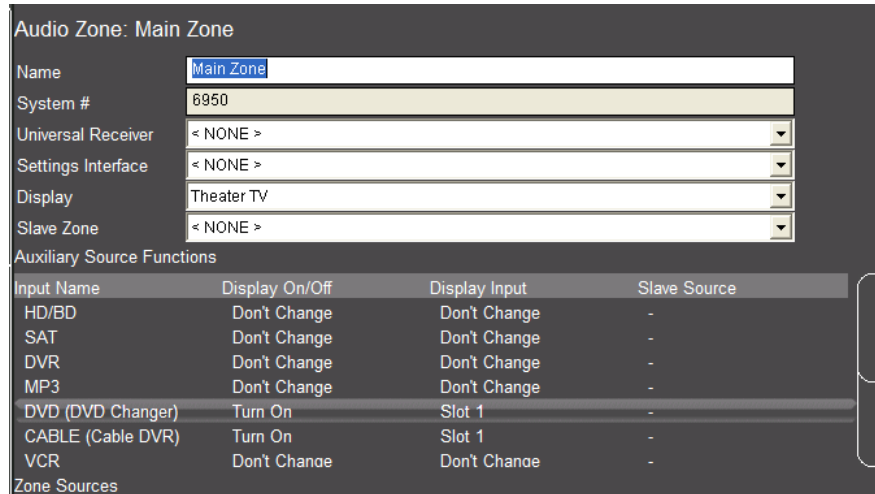 Audio Zone: Main Zone
Name Main Zone
System # 6950
Universal Receiver < NONE >
Settings Interface < NONE >
Display Theater TV
Slave Zone < NONE >
Auxiliary Source Functions
Input Name Display On/Off Display Input Slave Source
HD/BD Don't Change Don't Change -
SAT Don't Change Don't Change -
DVR Don't Change Don't Change -
MP3 Don't Change Don't Change -
DVD (DVD Changer) Turn On Slot 1 -
CABLE (Cable DVR) Turn On Slot 1 -
VCR Don't Change Don't Change -
Zone Sources